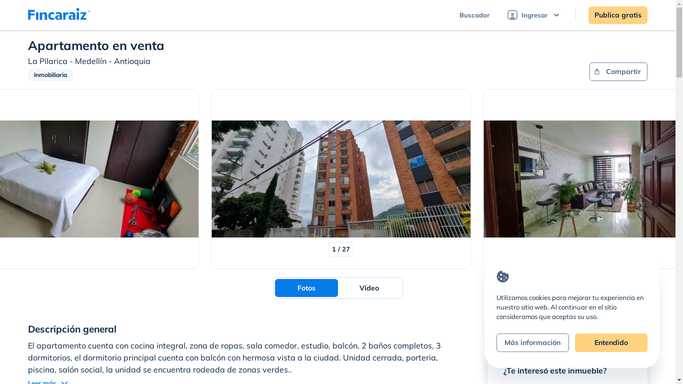 Fincaraíz
Buscador
Ingresar
Publica gratis
Apartamento en venta
La Pilarica - Medellín - Antioquia
Inmobiliaria
Compartir
1 / 27
Fotos
Video
Utilizamos cookies para mejorar tu experiencia en
nuestro sitio web. Al continuar en el sitio
consideramos que aceptas su uso.
Más información
Entendido
Descripción general
El apartamento cuenta con cocina integral, zona de ropas, sala comedor, estudio, balcón, 2 baños completos, 3
dormitorios, el dormitorio principal cuenta con balcón con hermosa vista a la ciudad. Unidad cerrada, porteria,
piscina, salón social, la unidad se encuentra rodeada de zonas verdes..
Leer más
¿Te interesó este inmueble?